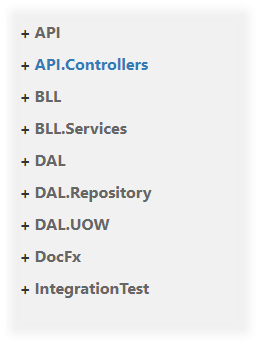 + API
+ API.Controllers
+ BLL
+ BLL.Services
+ DAL
+ DAL.Repository
+ DAL.UOW
+ DocFx
+ IntegrationTest